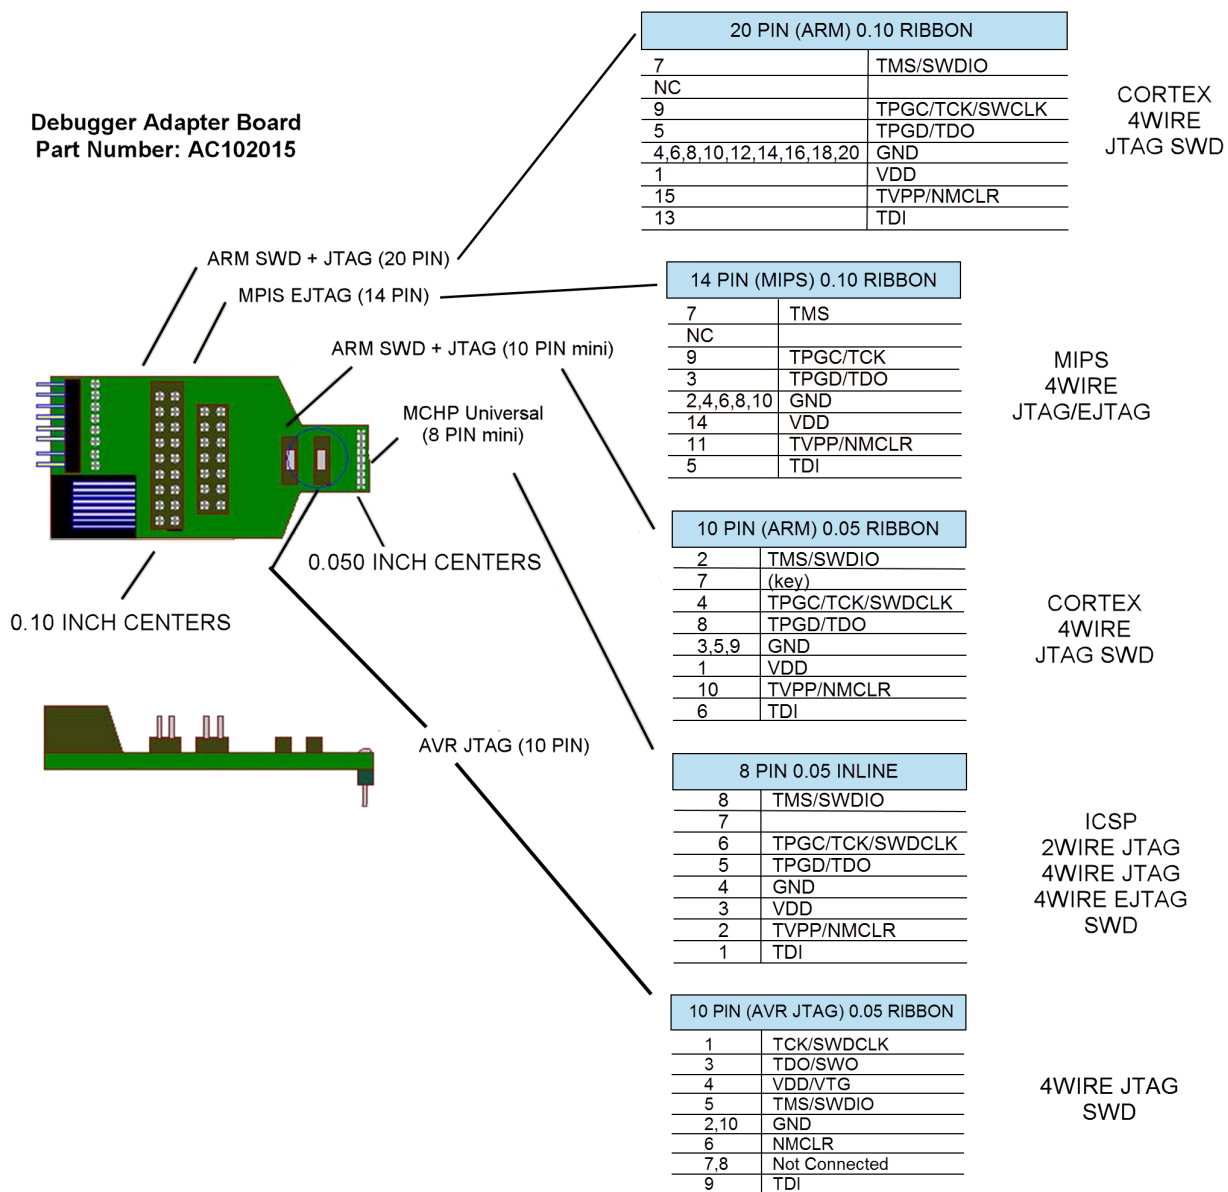 Debugger Adapter Board
Part Number: AC102015
ARM SWD + JTAG (20 PIN)
MPIS EJTAG (14 PIN)
ARM SWD + JTAG (10 PIN mini)
MCHP Universal
(8 PIN mini)
0.050 INCH CENTERS
0.10 INCH CENTERS
AVR JTAG (10 PIN)
20 PIN (ARM) 0.10 RIBBON
7 TMS/SWDIO
NC
9 TPGC/TCK/SWCLK
5 TPGD/TDO
4,6,8,10,12,14,16,18,20 GND
1 VDD
15 TVPP/NMCLR
13 TDI
CORTEX
4WIRE
JTAG SWD
14 PIN (MIPS) 0.10 RIBBON
7 TMS
NC
9 TPGC/TCK
3 TPGD/TDO
2,4,6,8,10 GND
14 VDD
11 TVPP/NMCLR
5 TDI
MIPS
4WIRE
JTAG/EJTAG
10 PIN (ARM) 0.05 RIBBON
2 TMS/SWDIO
7 (key)
4 TPGC/TCK/SWDCLK
8 TPGD/TDO
3,5,9 GND
1 VDD
10 TVPP/NMCLR
6 TDI
CORTEX
4WIRE
JTAG SWD
8 PIN 0.05 INLINE
8 TMS/SWDIO
7
6 TPGC/TCK/SWDCLK
5 TPGD/TDO
4 GND
3 VDD
2 TVPP/NMCLR
1 TDI
ICSP
2WIRE JTAG
4WIRE JTAG
4WIRE EJTAG
SWD
10 PIN (AVR JTAG) 0.05 RIBBON
1 TCK/SWDCLK
3 TDO/SWO
4 VDD/VTG
5 TMS/SWDIO
2,10 GND
6 NMCLR
7,8 Not Connected
9 TDI
4WIRE JTAG
SWD